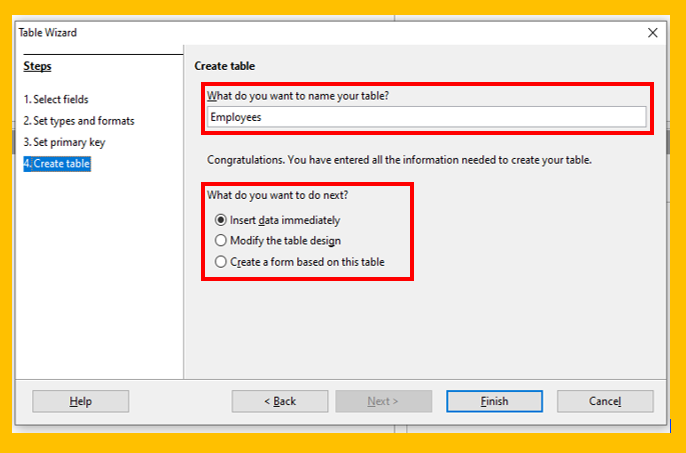 Table Wizard
Steps
1. Select fields
2. Set types and formats
3. Set primary key
4. Create table
Create table
What do you want to name your table?
Employees
Congratulations. You have entered all the information needed to create your table.
What do you want to do next?
Insert data immediately
Modify the table design
Create a form based on this table
Help
< Back
Next >
Finish
Cancel